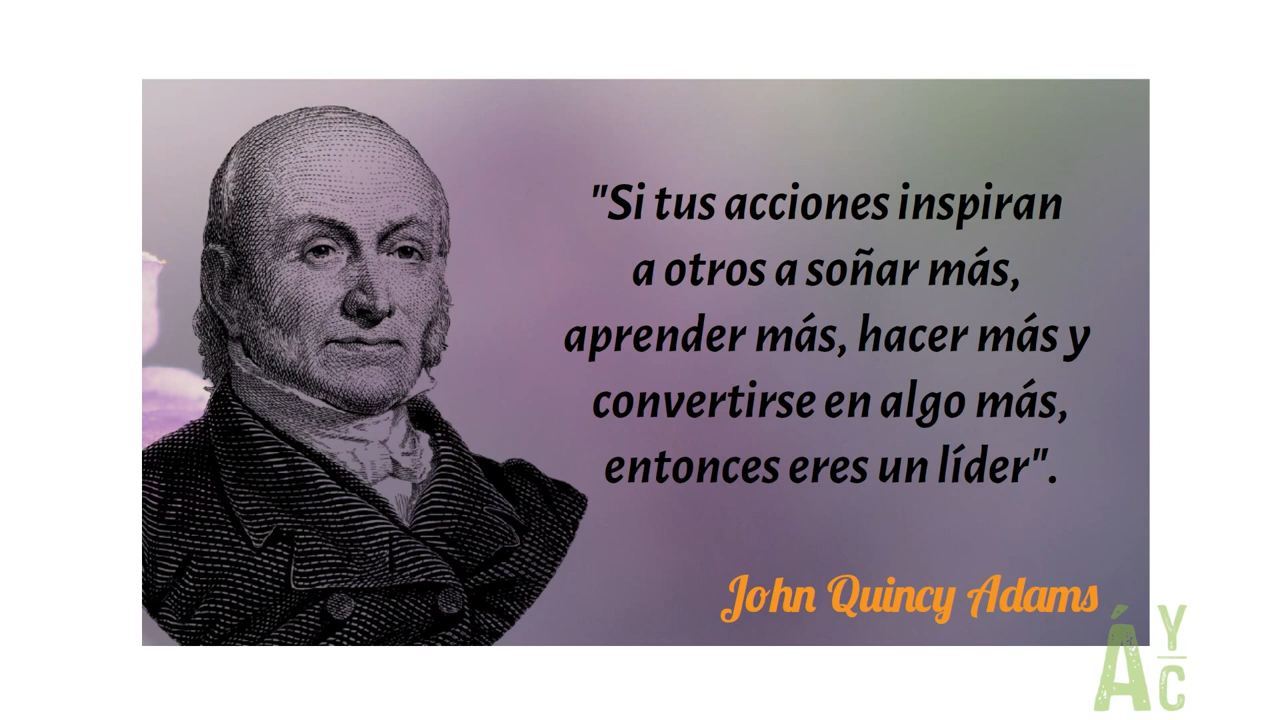 "Si tus acciones inspiran
a otros a soñar más,
aprender más, hacer más y
convertirse en algo más,
entonces eres un líder".
John Quincy Adams
Á Y
C